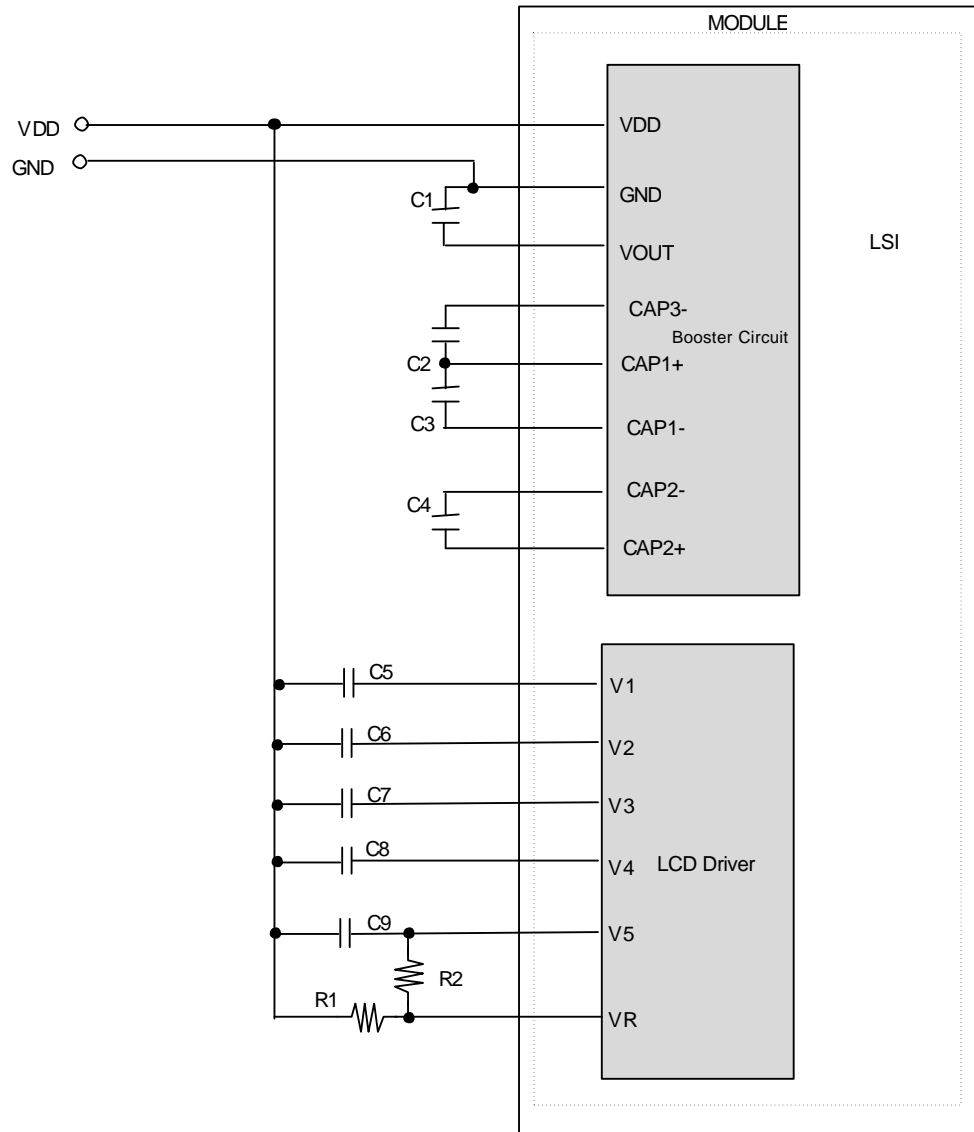 MODULE
VDD
VDD
GND
GND
C1
VOUT
LSI
CAP3-
Booster Circuit
C2
CAP1+
C3
CAP1-
CAP2-
C4
CAP2+
C5
V1
C6
V2
C7
V3
C8
V4
LCD Driver
C9
V5
R2
R1
VR